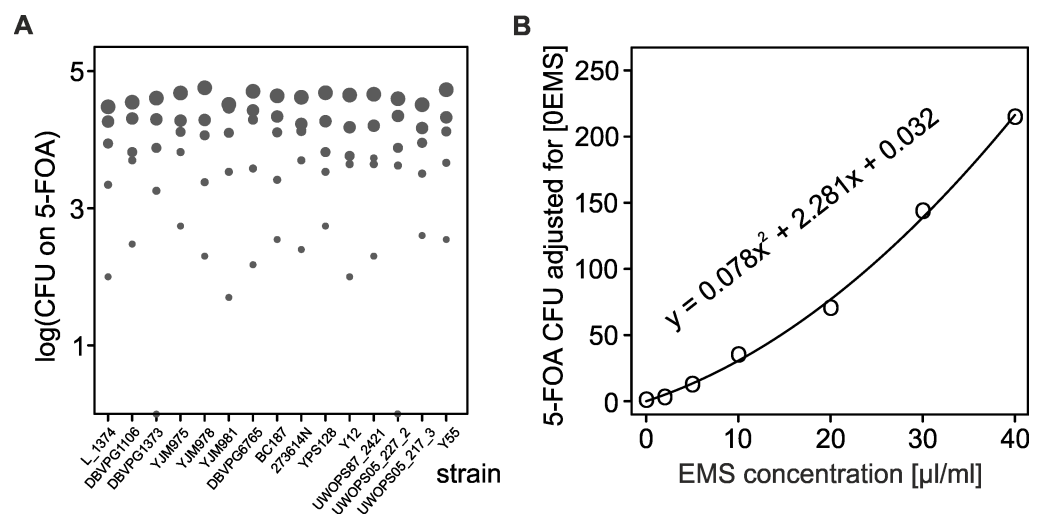 A
log(CFU on 5-FOA)
5
3
1
L_1374
DBVPG1106
DBVPG1373
YJM975
YJM978
YJM981
DBVPG6765
BC187
273614N
YPS128
Y12
UWOPS87_2421
UWOPS05_227_2
UWOPS05_217_3
Y55
strain
B
5-FOA CFU adjusted for [0EMS]
250
200
150
100
50
0
y = 0.078x² + 2.281x + 0.032
0 10 20 30 40
EMS concentration [µl/ml]